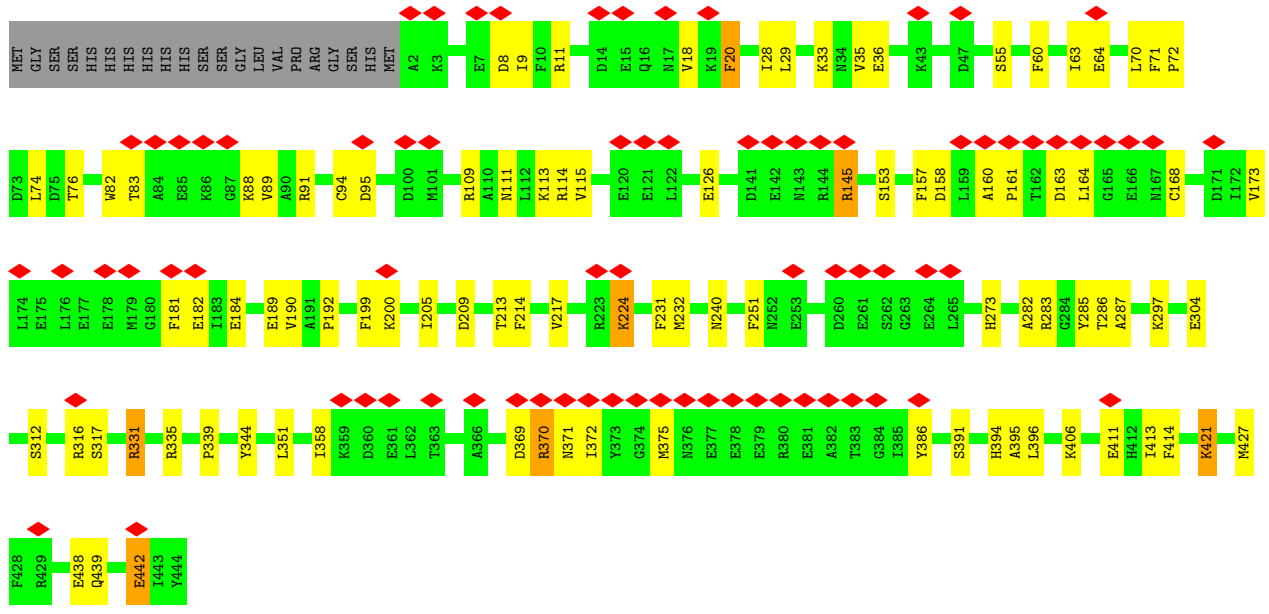 MET GLY SER SER HIS HIS HIS HIS HIS HIS SER SER GLY LEU VAL PRO ARG GLY SER HIS MET A2 K3 E7 D8 I9 F10 R11 D14 E15 Q16 N17 V18 K19 F20 I28 L29 K33 N34 V35 E36 K43 D47 S55 F60 I63 E64 L70 F71 P72
D73 L74 D75 T76 W82 T83 A84 E85 K86 G87 K88 V89 A90 R91 C94 D95 D100 M101 R109 A110 N111 L112 K113 R114 V115 E120 E121 L122 E126 D141 E142 N143 R144 R145 S153 F157 D158 L159 A160 P161 T162 D163 L164 G165 E166 N167 C168 D171 I172 V173
L174 E175 L176 E177 E178 M179 G180 F181 E182 I183 E184 E189 V190 A191 P192 F199 K200 I205 D209 T213 F214 V217 R223 K224 F231 M232 N240 F251 N252 E253 D260 E261 S262 G263 E264 L265 H273 A282 R283 G284 Y285 T286 A287 K297 E304
S312 R316 S317 R331 R335 P339 Y344 L351 I358 K359 D360 E361 L362 T363 A366 D369 R370 N371 I372 Y373 G374 M375 N376 E377 E378 E379 R380 E381 A382 T383 G384 I385 Y386 S391 H394 A395 L396 K406 E411 H412 I413 F414 K421 M427
F428 R429 E438 Q439 E442 I443 Y444